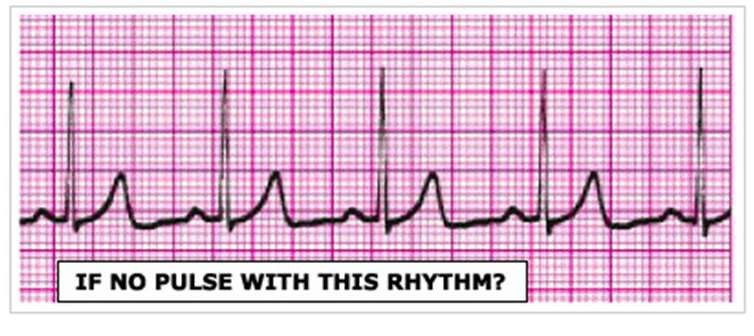 IF NO PULSE WITH THIS RHYTHM?